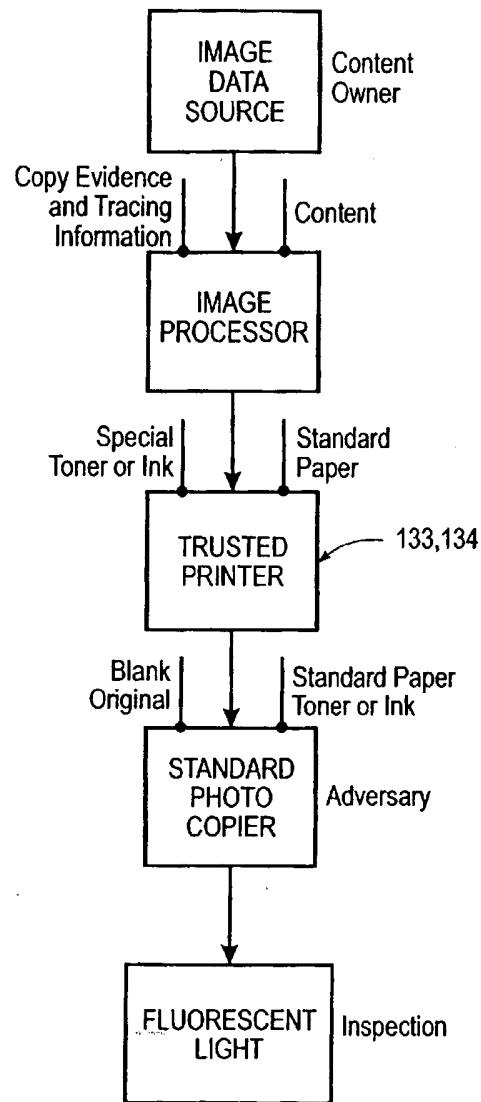 IMAGE
DATA
SOURCE
Content
Owner
Copy Evidence
and Tracing
Information
Content
IMAGE
PROCESSOR
Special
Toner or Ink
Standard
Paper
TRUSTED
PRINTER
133,134
Blank
Original
Standard Paper
Toner or Ink
STANDARD
PHOTO
COPIER
Adversary
FLUORESCENT
LIGHT
Inspection